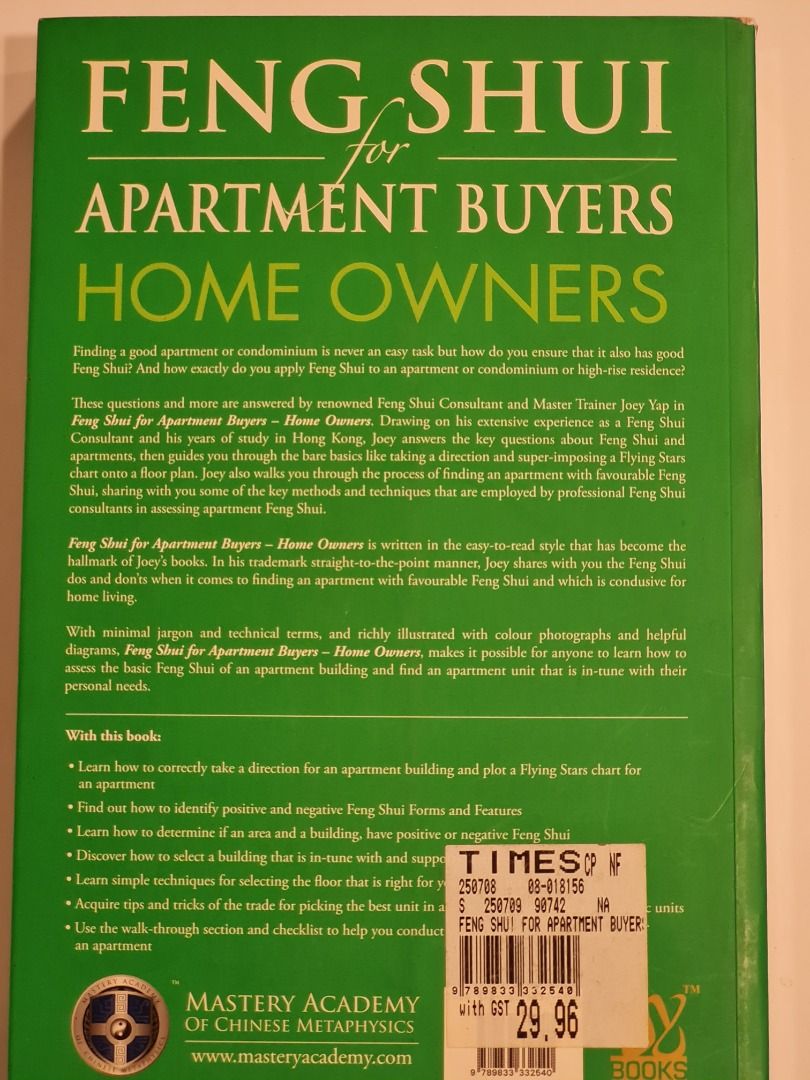 FENG SHUI
for
APARTMENT BUYERS
HOME OWNERS
Finding a good apartment or condominium is never an easy task but how do you ensure that it also has good
Feng Shui? And how exactly do you apply Feng Shui to an apartment or condominium or high-rise residence?
These questions and more are answered by renowned Feng Shui Consultant and Master Trainer Joey Yap in
Feng Shui for Apartment Buyers – Home Owners. Drawing on his extensive experience as a Feng Shui
Consultant and his years of study in Hong Kong, Joey answers the key questions about Feng Shui and
apartments, then guides you through the bare basics like taking a direction and super-imposing a Flying Stars
chart onto a floor plan. Joey also walks you through the process of finding an apartment with favourable Feng
Shui, sharing with you some of the key methods and techniques that are employed by professional Feng Shui
consultants in assessing apartment Feng Shui.
Feng Shui for Apartment Buyers – Home Owners is written in the easy-to-read style that has become the
hallmark of Joey's books. In his trademark straight-to-the-point manner, Joey shares with you the Feng Shui
dos and don'ts when it comes to finding an apartment with favourable Feng Shui and which is condusive for
home living.
With minimal jargon and technical terms, and richly illustrated with colour photographs and helpful
diagrams, Feng Shui for Apartment Buyers – Home Owners, makes it possible for anyone to learn how to
assess the basic Feng Shui of an apartment building and find an apartment unit that is in-tune with their
personal needs.
With this book:
• Learn how to correctly take a direction for an apartment building and plot a Flying Stars chart for
an apartment
• Find out how to identify positive and negative Feng Shui Forms and Features
• Learn how to determine if an area and a building, have positive or negative Feng Shui
• Discover how to select a building that is in-tune with and suppo
• Learn simple techniques for selecting the floor that is right for y
• Acquire tips and tricks of the trade for picking the best unit in a c units
• Use the walk-through section and checklist to help you conduct
an apartment
TIMES CP NF
250708 08-018156
S 250709 90742 NA
FENG SHUI FOR APARTMENT BUYER
9 789833 332540
with GST 29.96
MASTERY ACADEMY
OF CHINESE METAPHYSICS
™
MASTERY ACADEMY
OF CHINESE METAPHYSICS
www.masteryacademy.com
™
BOOKS
9 789833 332540